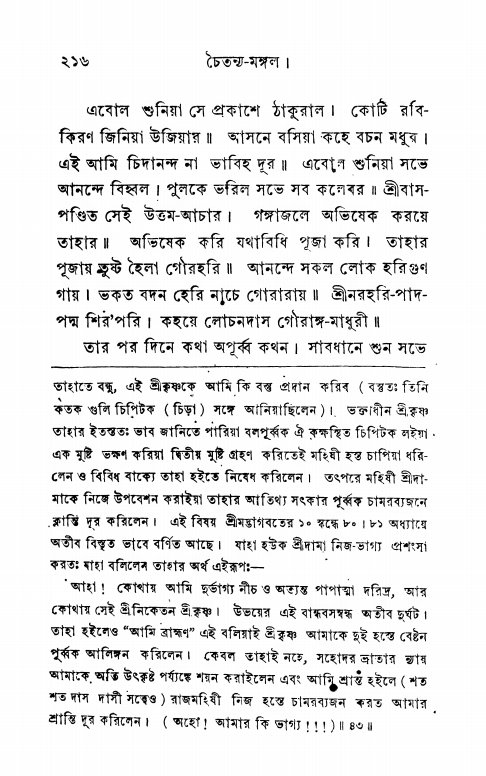 ২১৬ চৈতন্য-মঙ্গল।
এবোল শুনিয়া সে প্রকাশে ঠাকুরাল। কোটি রবি-
কিরণ জিনিয়া উজিয়ার॥ আসনে বসিয়া কহে বচন মধুর।
এই আমি চিদানন্দ না ভাবিহ দূর॥ এবোল শুনিয়া সভে
আনন্দে বিহ্বল। পুলকে ভরিল সভে সব কলেবর॥ শ্রীবাস-
পণ্ডিত সেই উত্তম-আচার। গঙ্গাজলে অভিষেক করয়ে
তাহার॥ অভিষেক করি যথাবিধি পূজা করি। তাহার
পূজায় তুষ্ট হৈলা গৌরহরি॥ আনন্দে সকল লোক হরিগুণ
গায়। ভকত বদন হেরি নাচে গোরারায়॥ শ্রীনরহরি-পাদ-
পদ্ম শির'পরি। কহয়ে লোচনদাস গৌরাঙ্গ-মাধুরী॥
তার পর দিনে কথা অপূর্ব্ব কথন। সাবধানে শুন সভে
তাহাতে বন্ধু, এই শ্রীকৃষ্ণকে আমি কি বস্তু প্রদান করিব (বস্তুতঃ তিনি
কতক গুলি চিপিটক (চিড়া) সঙ্গে আনিয়াছিলেন)। ভক্তাধীন শ্রীকৃষ্ণ
তাহার ইতস্ততঃ ভাব জানিতে পারিয়া বলপূর্ব্বক ঐ কক্ষস্থিত চিপিটক লইয়া
এক মুষ্টি ভক্ষণ করিয়া দ্বিতীয় মুষ্টি গ্রহণ করিতেই মহিষী হস্ত চাপিয়া ধরি-
লেন ও বিবিধ বাক্যে তাহা হইতে নিষেধ করিলেন। তৎপরে মহিষী শ্রীদা-
মাকে নিজে উপবেশন করাইয়া তাহার আতিথ্য সৎকার পূর্ব্বক চামরব্যজনে
ক্লান্তি দূর করিলেন। এই বিষয় শ্রীমদ্ভাগবতের ১০ স্কন্ধে ৮০।৮১ অধ্যায়ে
অতীব বিস্তৃত ভাবে বর্ণিত আছে। যাহা হউক শ্রীদামা নিজ-ভাগ্য প্রশংসা
করতঃ যাহা বলিলেন তাহার অর্থ এইরূপঃ—
আহা! কোথায় আমি দুর্ভাগ্য নীচ ও অত্যন্ত পাপাত্মা দরিদ্র, আর
কোথায় সেই শ্রীনিকেতন শ্রীকৃষ্ণ। উভয়ের এই বান্ধবসম্বন্ধ অতীব দুর্ঘট।
তাহা হইলেও “আমি ব্রাহ্মণ” এই বলিয়াই শ্রীকৃষ্ণ আমাকে দুই হস্তে বেষ্টন
পূর্ব্বক আলিঙ্গন করিলেন। কেবল তাহাই নহে, সহোদর ভ্রাতার ন্যায়
আমাকে অতি উৎকৃষ্ট পর্য্যঙ্কে শয়ন করাইলেন এবং আমি শ্রান্ত হইলে (শত
শত দাস দাসী সত্ত্বেও) রাজমহিষী নিজ হস্তে চামরব্যজন করত আমার
শ্রান্তি দূর করিলেন। (অহো! আমার কি ভাগ্য!!!)॥ ৪৩॥